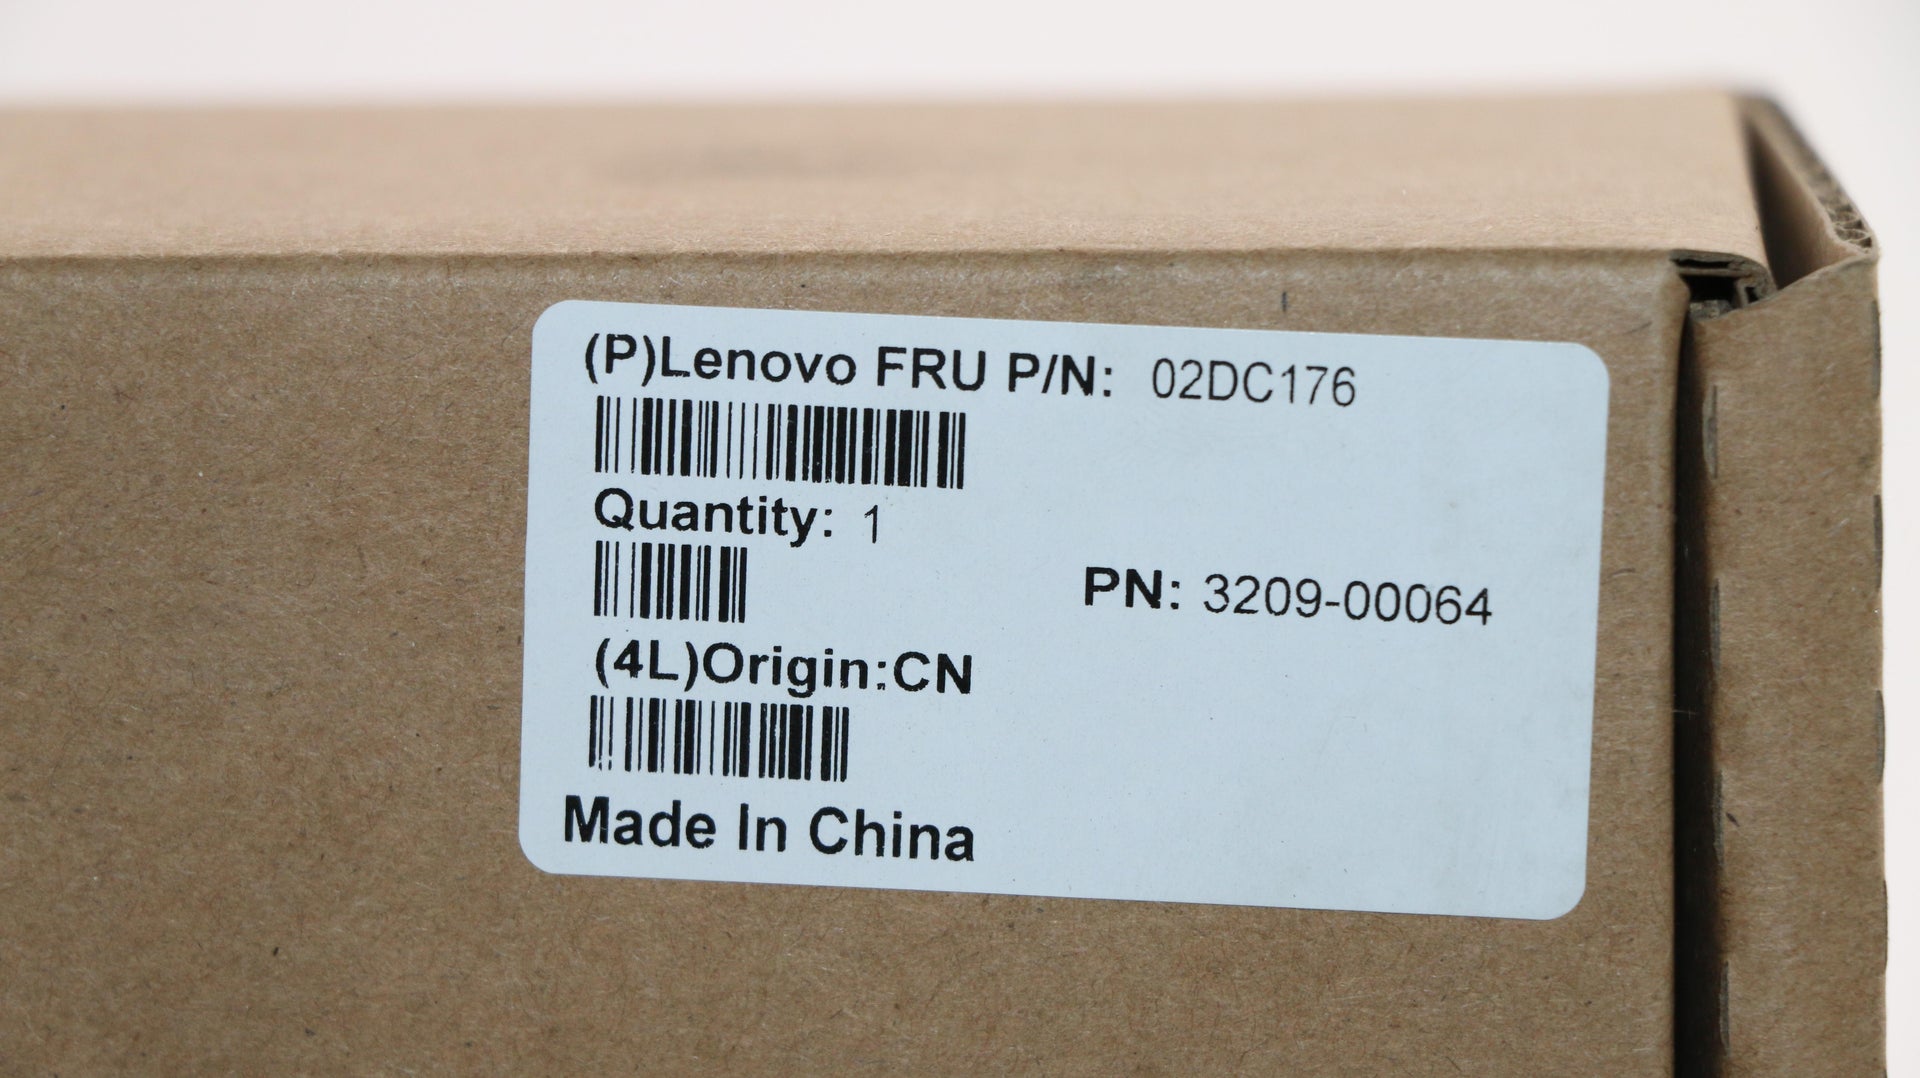 (P)Lenovo FRU P/N: 02DC176
Quantity: 1
PN: 3209-00064
(4L)Origin:CN
Made In China